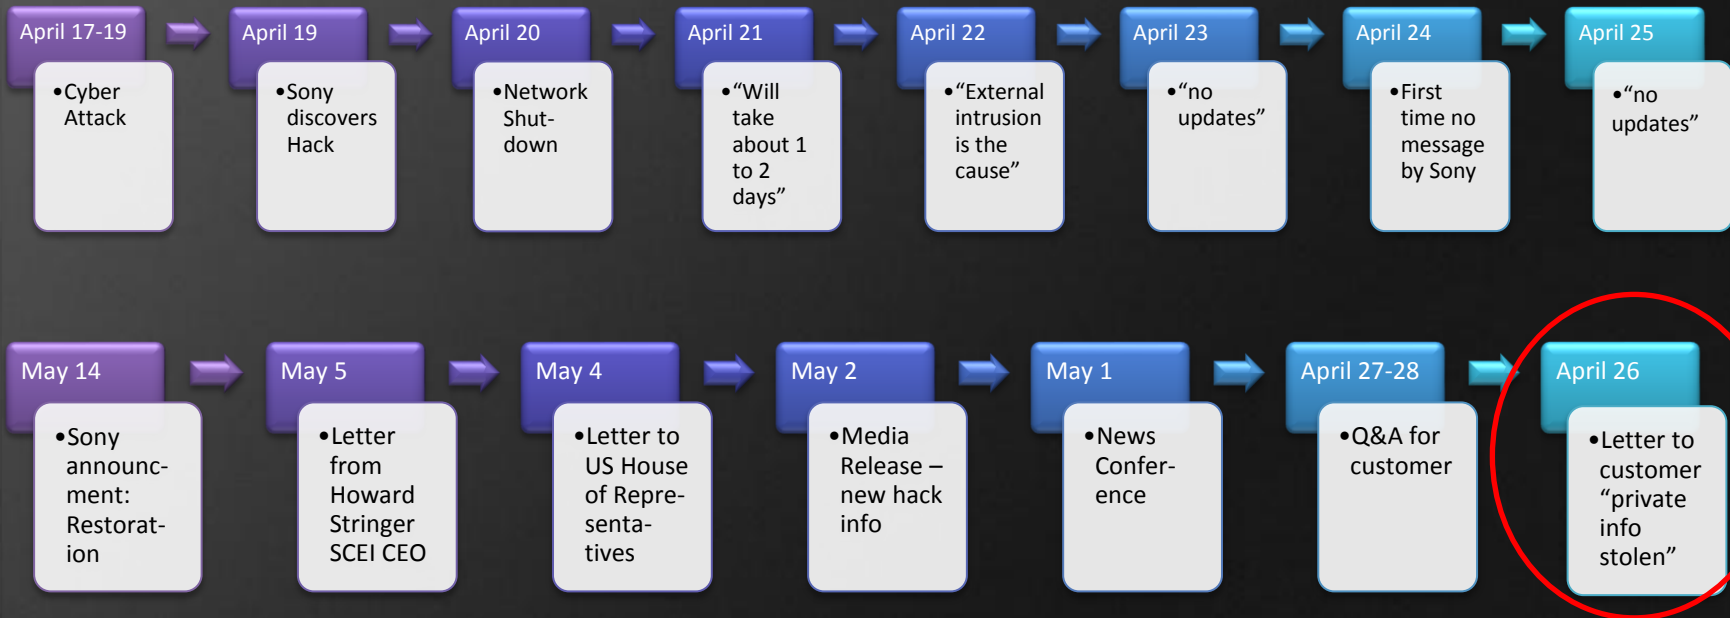 April 17-19
•Cyber
Attack
April 19
•Sony
discovers
Hack
April 20
•Network
Shut-
down
April 21
•“Will
take
about 1
to 2
days”
April 22
•“External
intrusion
is the
cause”
April 23
•“no
updates”
April 24
•First
time no
message
by Sony
April 25
•“no
updates”
May 14
•Sony
announc-
ment:
Restorat-
ion
May 5
•Letter
from
Howard
Stringer
SCEI CEO
May 4
•Letter to
US House
of Repre-
senta-
tives
May 2
•Media
Release –
new hack
info
May 1
•News
Confer-
ence
April 27-28
•Q&A for
customer
April 26
•Letter to
customer
“private
info
stolen”